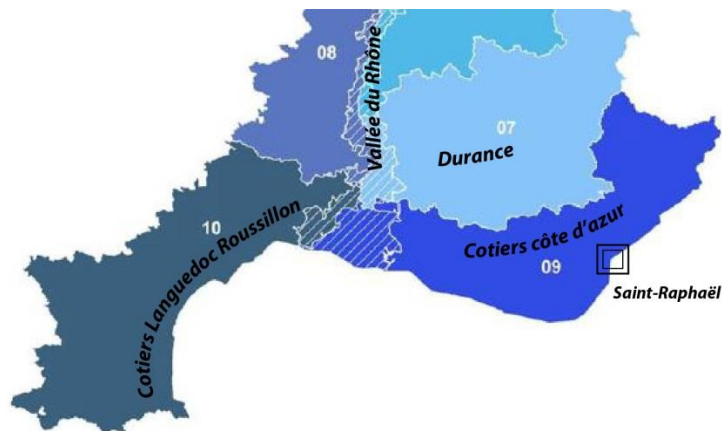 08
Vallée du Rhône
07
Durance
10
Cotiers Languedoc Roussillon
Cotiers côte d'azur
09
Saint-Raphaël